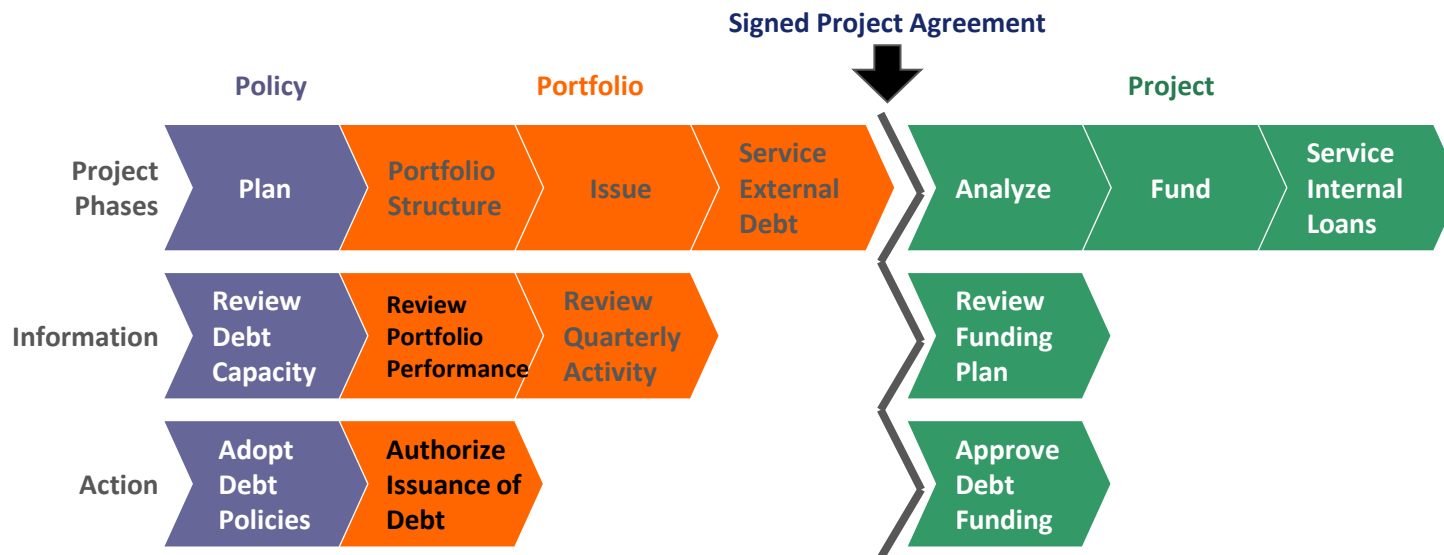 Signed Project Agreement
Policy
Portfolio
Project
Project
Phases
Plan
Portfolio
Structure
Issue
Service
External
Debt
Analyze
Fund
Service
Internal
Loans
Information
Review
Debt
Capacity
Review
Portfolio
Performance
Review
Quarterly
Activity
Review
Funding
Plan
Action
Adopt
Debt
Policies
Authorize
Issuance of
Debt
Approve
Debt
Funding